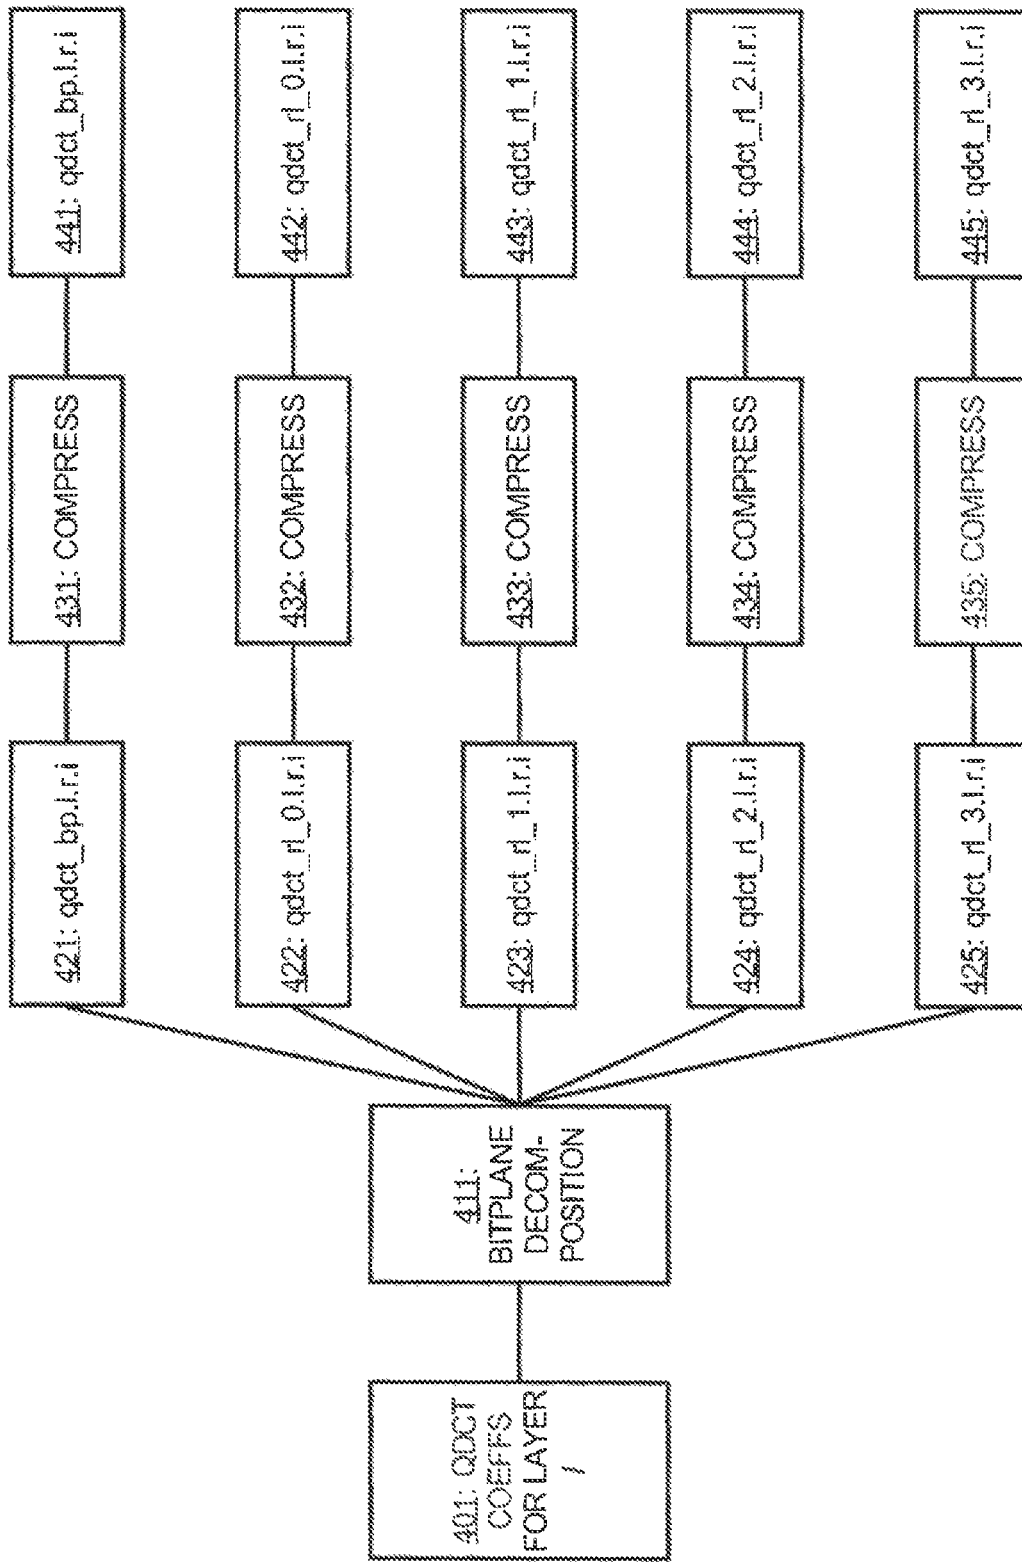 401: QDCT
COEFFS
FOR LAYER
l
411:
BITPLANE
DECOM-
POSITION
421: qdct_bp.l.r.i
431: COMPRESS
441: qdct_bp.l.r.i
422: qdct_rl_0.l.r.i
432: COMPRESS
442: qdct_rl_0.l.r.i
423: qdct_rl_1.l.r.i
433: COMPRESS
443: qdct_rl_1.l.r.i
424: qdct_rl_2.l.r.i
434: COMPRESS
444: qdct_rl_2.l.r.i
425: qdct_rl_3.l.r.i
435: COMPRESS
445: qdct_rl_3.l.r.i